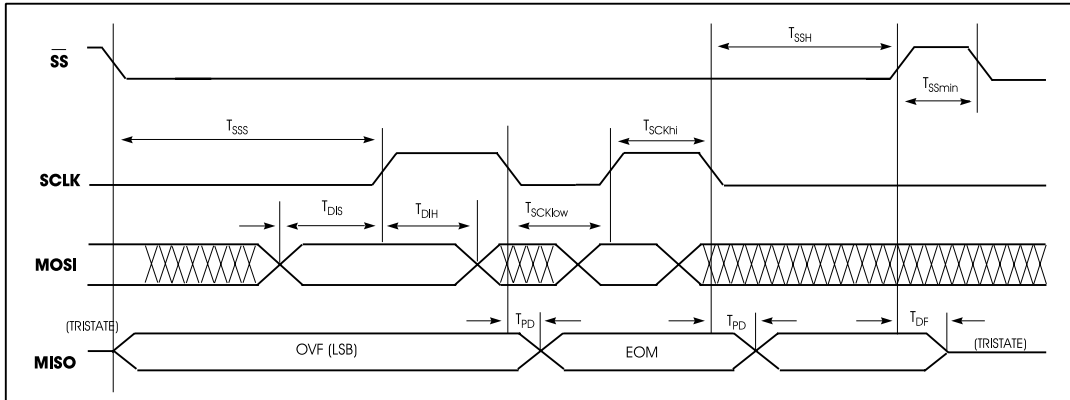 SS
T_SSH
T_SSmin
T_SSS
T_SCKhi
SCLK
T_DIS
T_DIH
T_SCKlow
MOSI
(TRISTATE)
T_PD
T_PD
T_DF
OVF (LSB)
EOM
(TRISTATE)
MISO